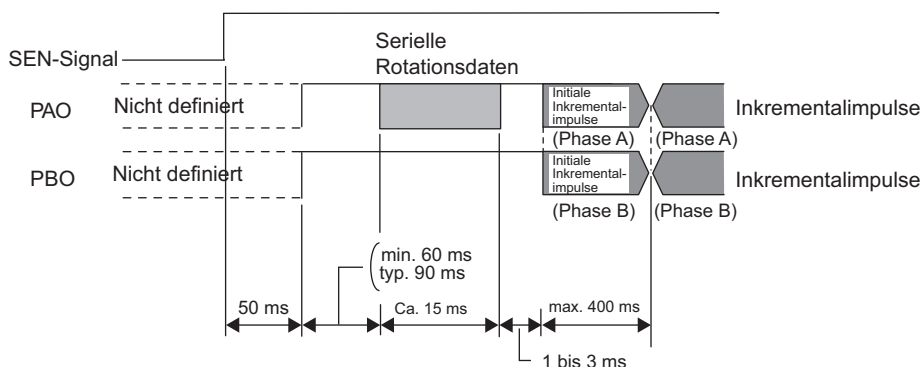 SEN-Signal
Serielle
Rotationsdaten
PAO
Nicht definiert
Initiale
Inkremental-
impulse
(Phase A)
(Phase A)
Inkrementalimpulse
PBO
Nicht definiert
Initiale
Inkremental-
impulse
(Phase B)
(Phase B)
Inkrementalimpulse
min. 60 ms
typ. 90 ms
50 ms
Ca. 15 ms
max. 400 ms
1 bis 3 ms